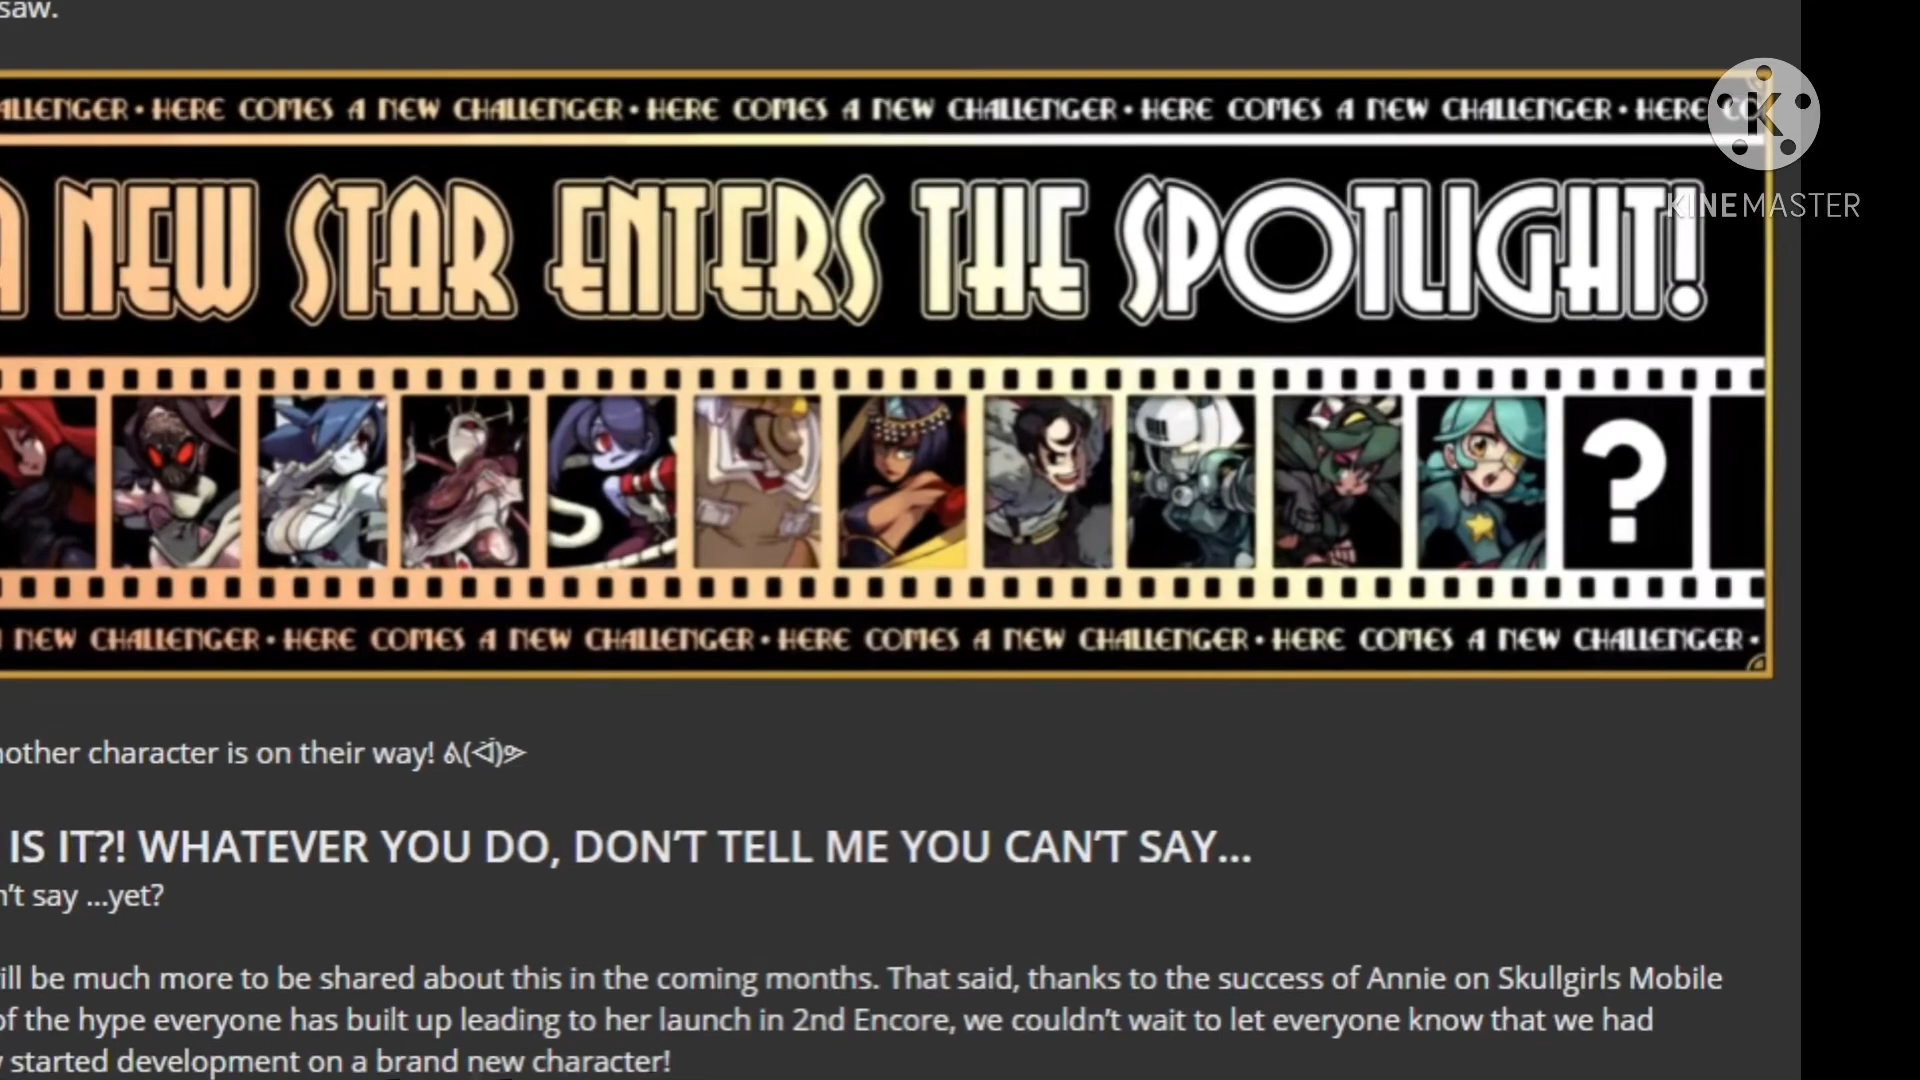 saw.
ALLENGER • HERE COMES A NEW CHALLENGER • HERE COMES A NEW CHALLENGER • HERE COMES A NEW CHALLENGER • HERE CO
K
KINEMASTER
A NEW STAR ENTERS THE SPOTLIGHT!
?
NEW CHALLENGER • HERE COMES A NEW CHALLENGER • HERE COMES A NEW CHALLENGER • HERE COMES A NEW CHALLENGER •
nother character is on their way! ᕕ(ᐛ)ᕗ
IS IT?! WHATEVER YOU DO, DON'T TELL ME YOU CAN'T SAY...
n't say ...yet?
ill be much more to be shared about this in the coming months. That said, thanks to the success of Annie on Skullgirls Mobile
of the hype everyone has built up leading to her launch in 2nd Encore, we couldn't wait to let everyone know that we had
y started development on a brand new character!